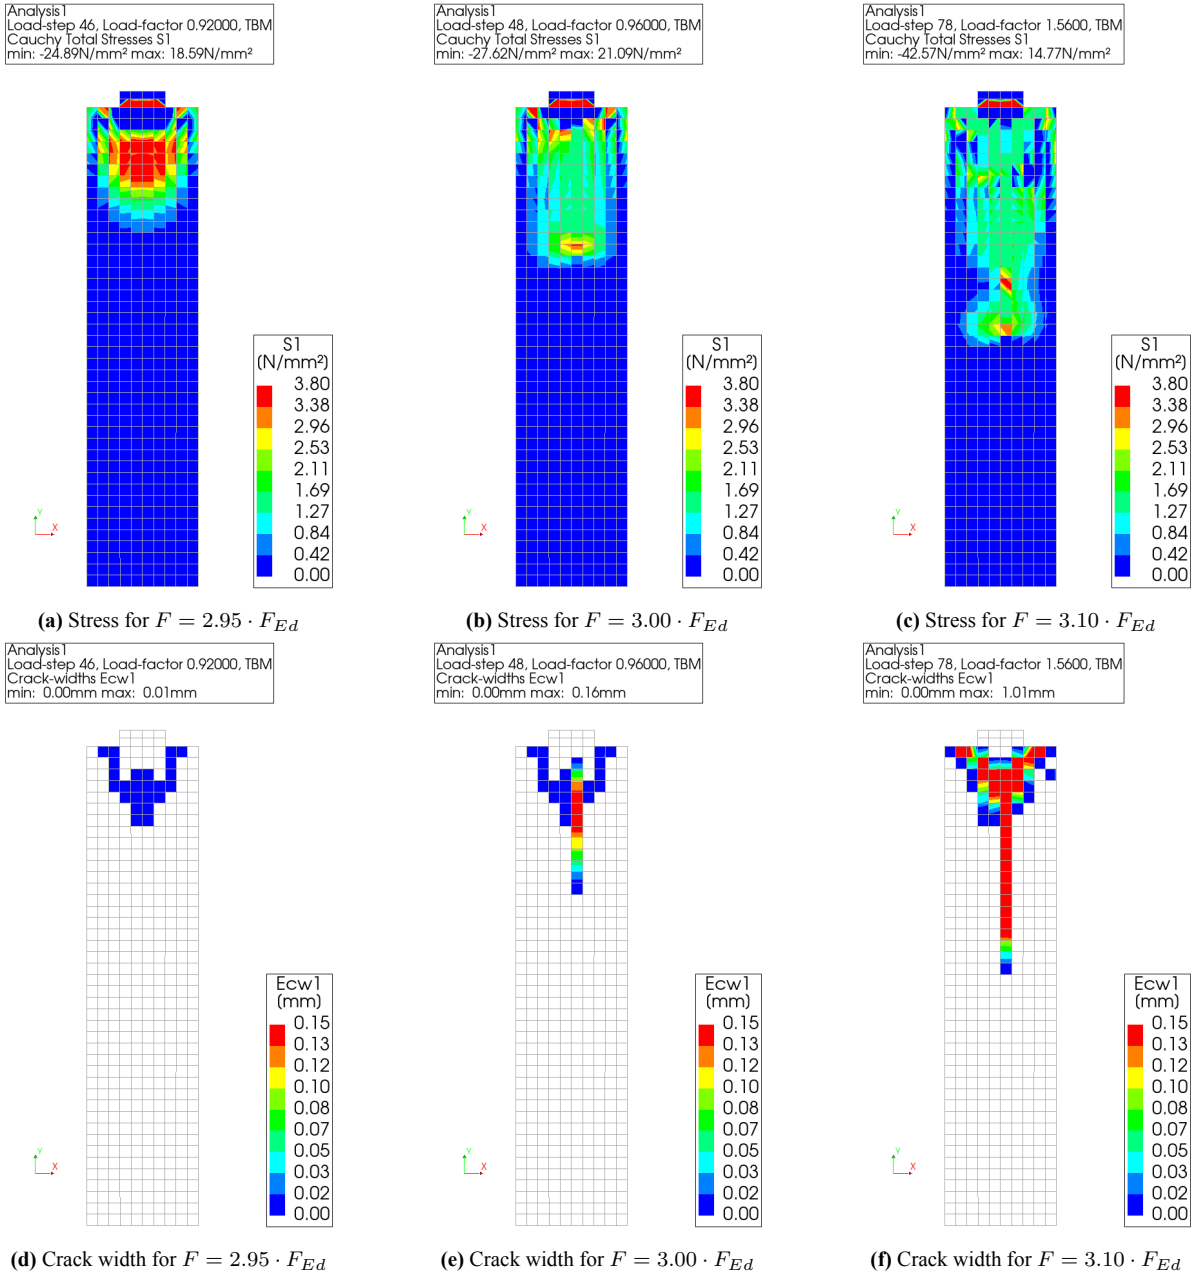 Analysis1
Load-step 46, Load-factor 0.92000, TBM
Cauchy Total Stresses S1
min: -24.89N/mm² max: 18.59N/mm²
Analysis1
Load-step 48, Load-factor 0.96000, TBM
Cauchy Total Stresses S1
min: -27.62N/mm² max: 21.09N/mm²
Analysis1
Load-step 78, Load-factor 1.5600, TBM
Cauchy Total Stresses S1
min: -42.57N/mm² max: 14.77N/mm²
S1
(N/mm²)
3.80
3.38
2.96
2.53
2.11
1.69
1.27
0.84
0.42
0.00
Y
X
S1
(N/mm²)
3.80
3.38
2.96
2.53
2.11
1.69
1.27
0.84
0.42
0.00
Y
X
S1
(N/mm²)
3.80
3.38
2.96
2.53
2.11
1.69
1.27
0.84
0.42
0.00
Y
X
(a) Stress for F = 2.95 · F_Ed
(b) Stress for F = 3.00 · F_Ed
(c) Stress for F = 3.10 · F_Ed
Analysis1
Load-step 46, Load-factor 0.92000, TBM
Crack-widths Ecw1
min: 0.00mm max: 0.01mm
Analysis1
Load-step 48, Load-factor 0.96000, TBM
Crack-widths Ecw1
min: 0.00mm max: 0.16mm
Analysis1
Load-step 78, Load-factor 1.5600, TBM
Crack-widths Ecw1
min: 0.00mm max: 1.01mm
Ecw1
(mm)
0.15
0.13
0.12
0.10
0.08
0.07
0.05
0.03
0.02
0.00
Y
X
Ecw1
(mm)
0.15
0.13
0.12
0.10
0.08
0.07
0.05
0.03
0.02
0.00
Y
X
Ecw1
(mm)
0.15
0.13
0.12
0.10
0.08
0.07
0.05
0.03
0.02
0.00
Y
X
(d) Crack width for F = 2.95 · F_Ed
(e) Crack width for F = 3.00 · F_Ed
(f) Crack width for F = 3.10 · F_Ed